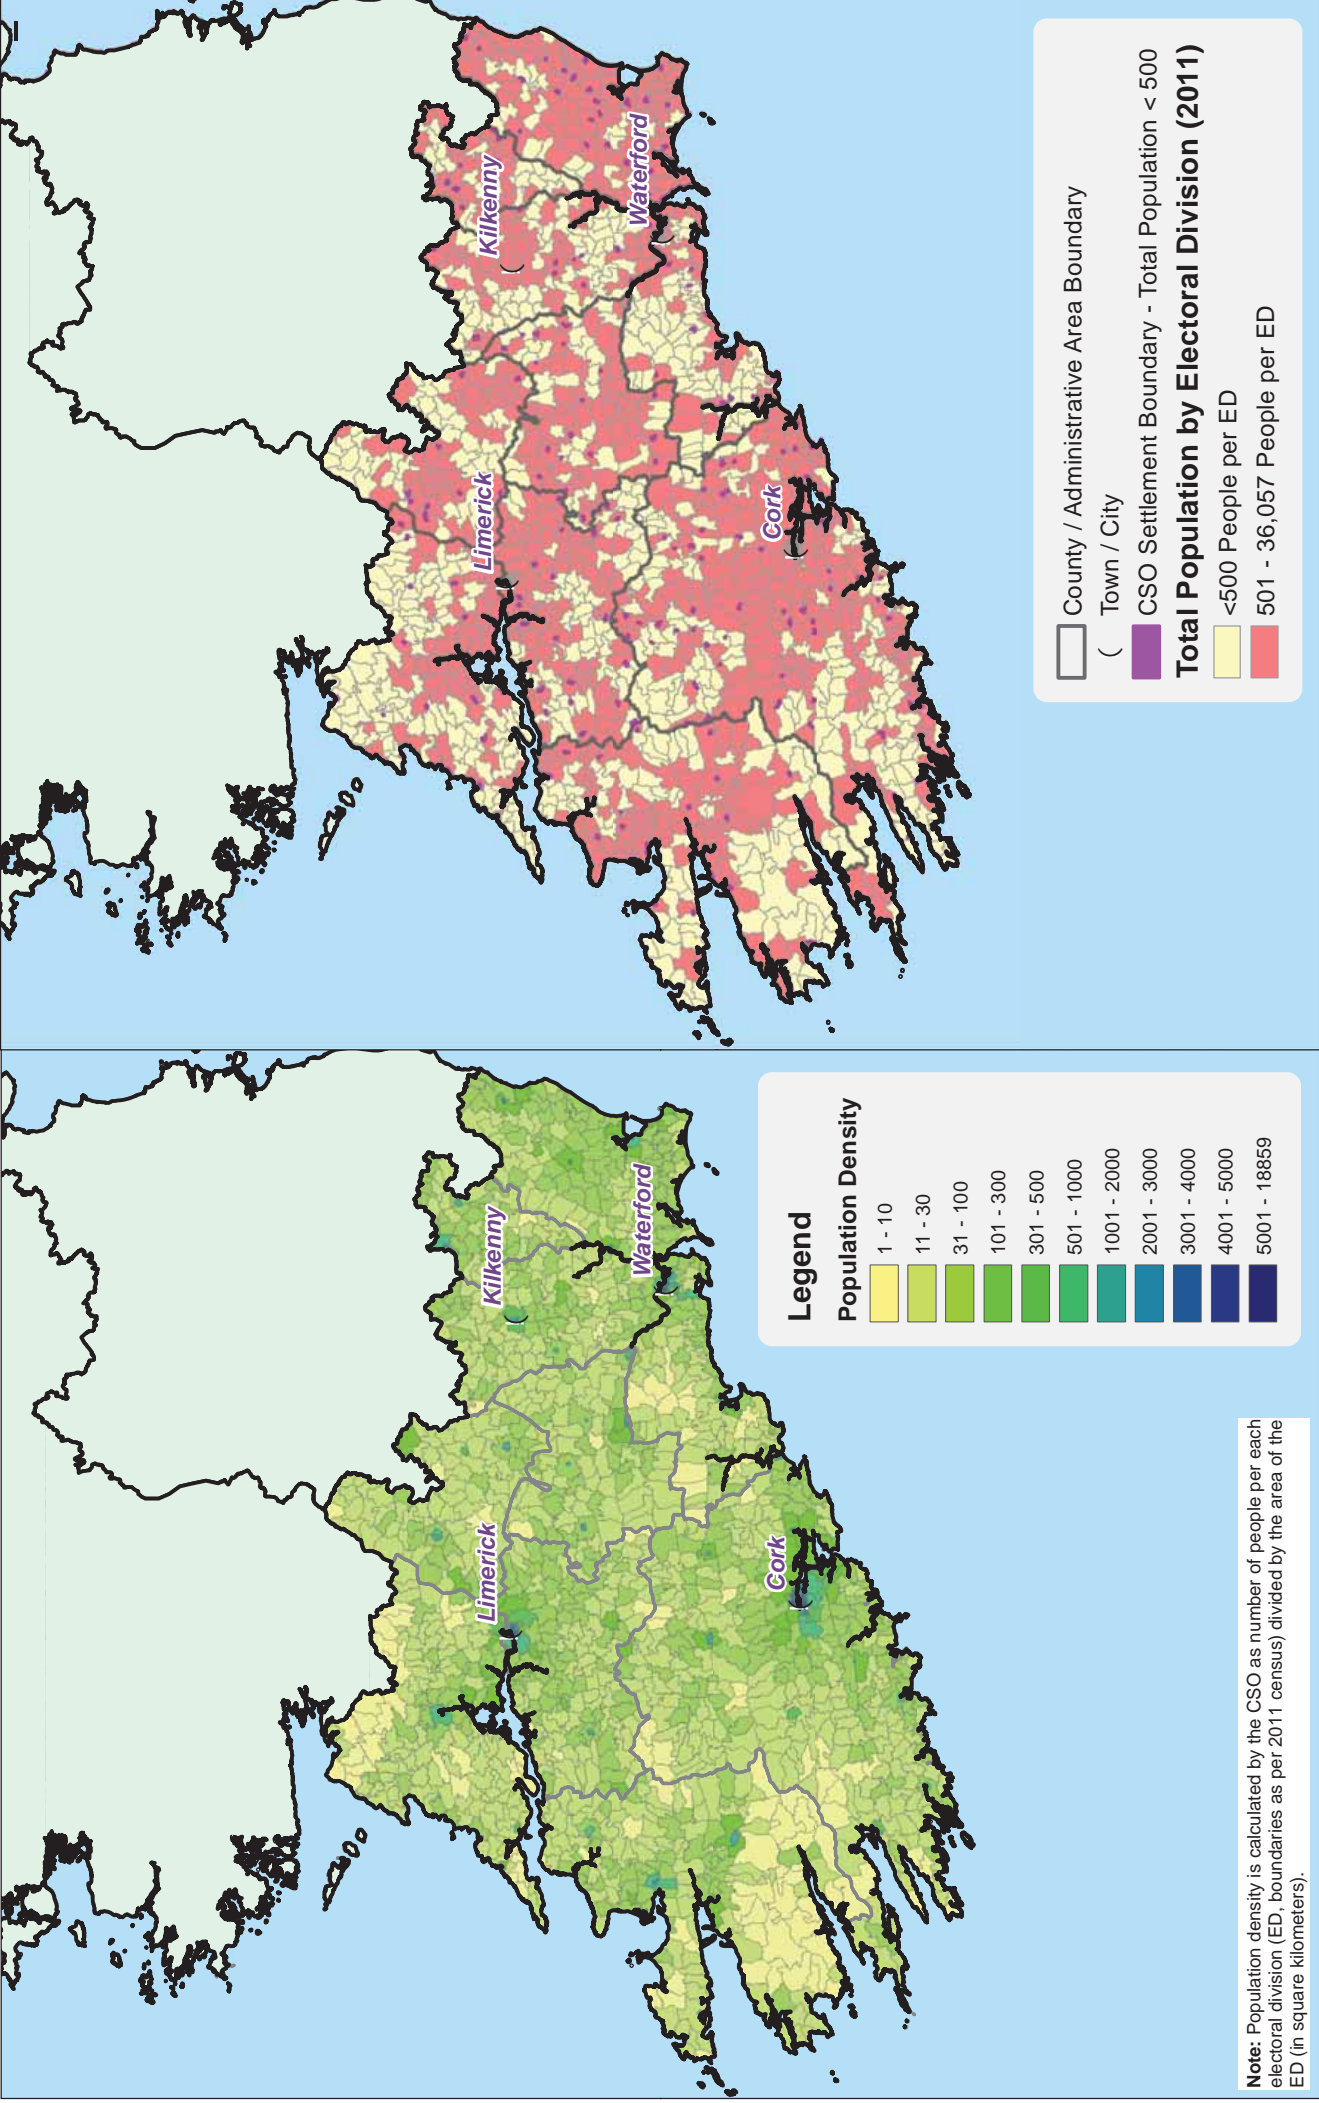 Kilkenny
Waterford
Limerick
Cork
Legend
Population Density
1 - 10
11 - 30
31 - 100
101 - 300
301 - 500
501 - 1000
1001 - 2000
2001 - 3000
3001 - 4000
4001 - 5000
5001 - 18859
Note: Population density is calculated by the CSO as number of people per each
electoral division (ED, boundaries as per 2011 census) divided by the area of the
ED (in square kilometers).
Kilkenny
Waterford
Limerick
Cork
County / Administrative Area Boundary
( Town / City
CSO Settlement Boundary - Total Population < 500
Total Population by Electoral Division (2011)
<500 People per ED
501 - 36,057 People per ED